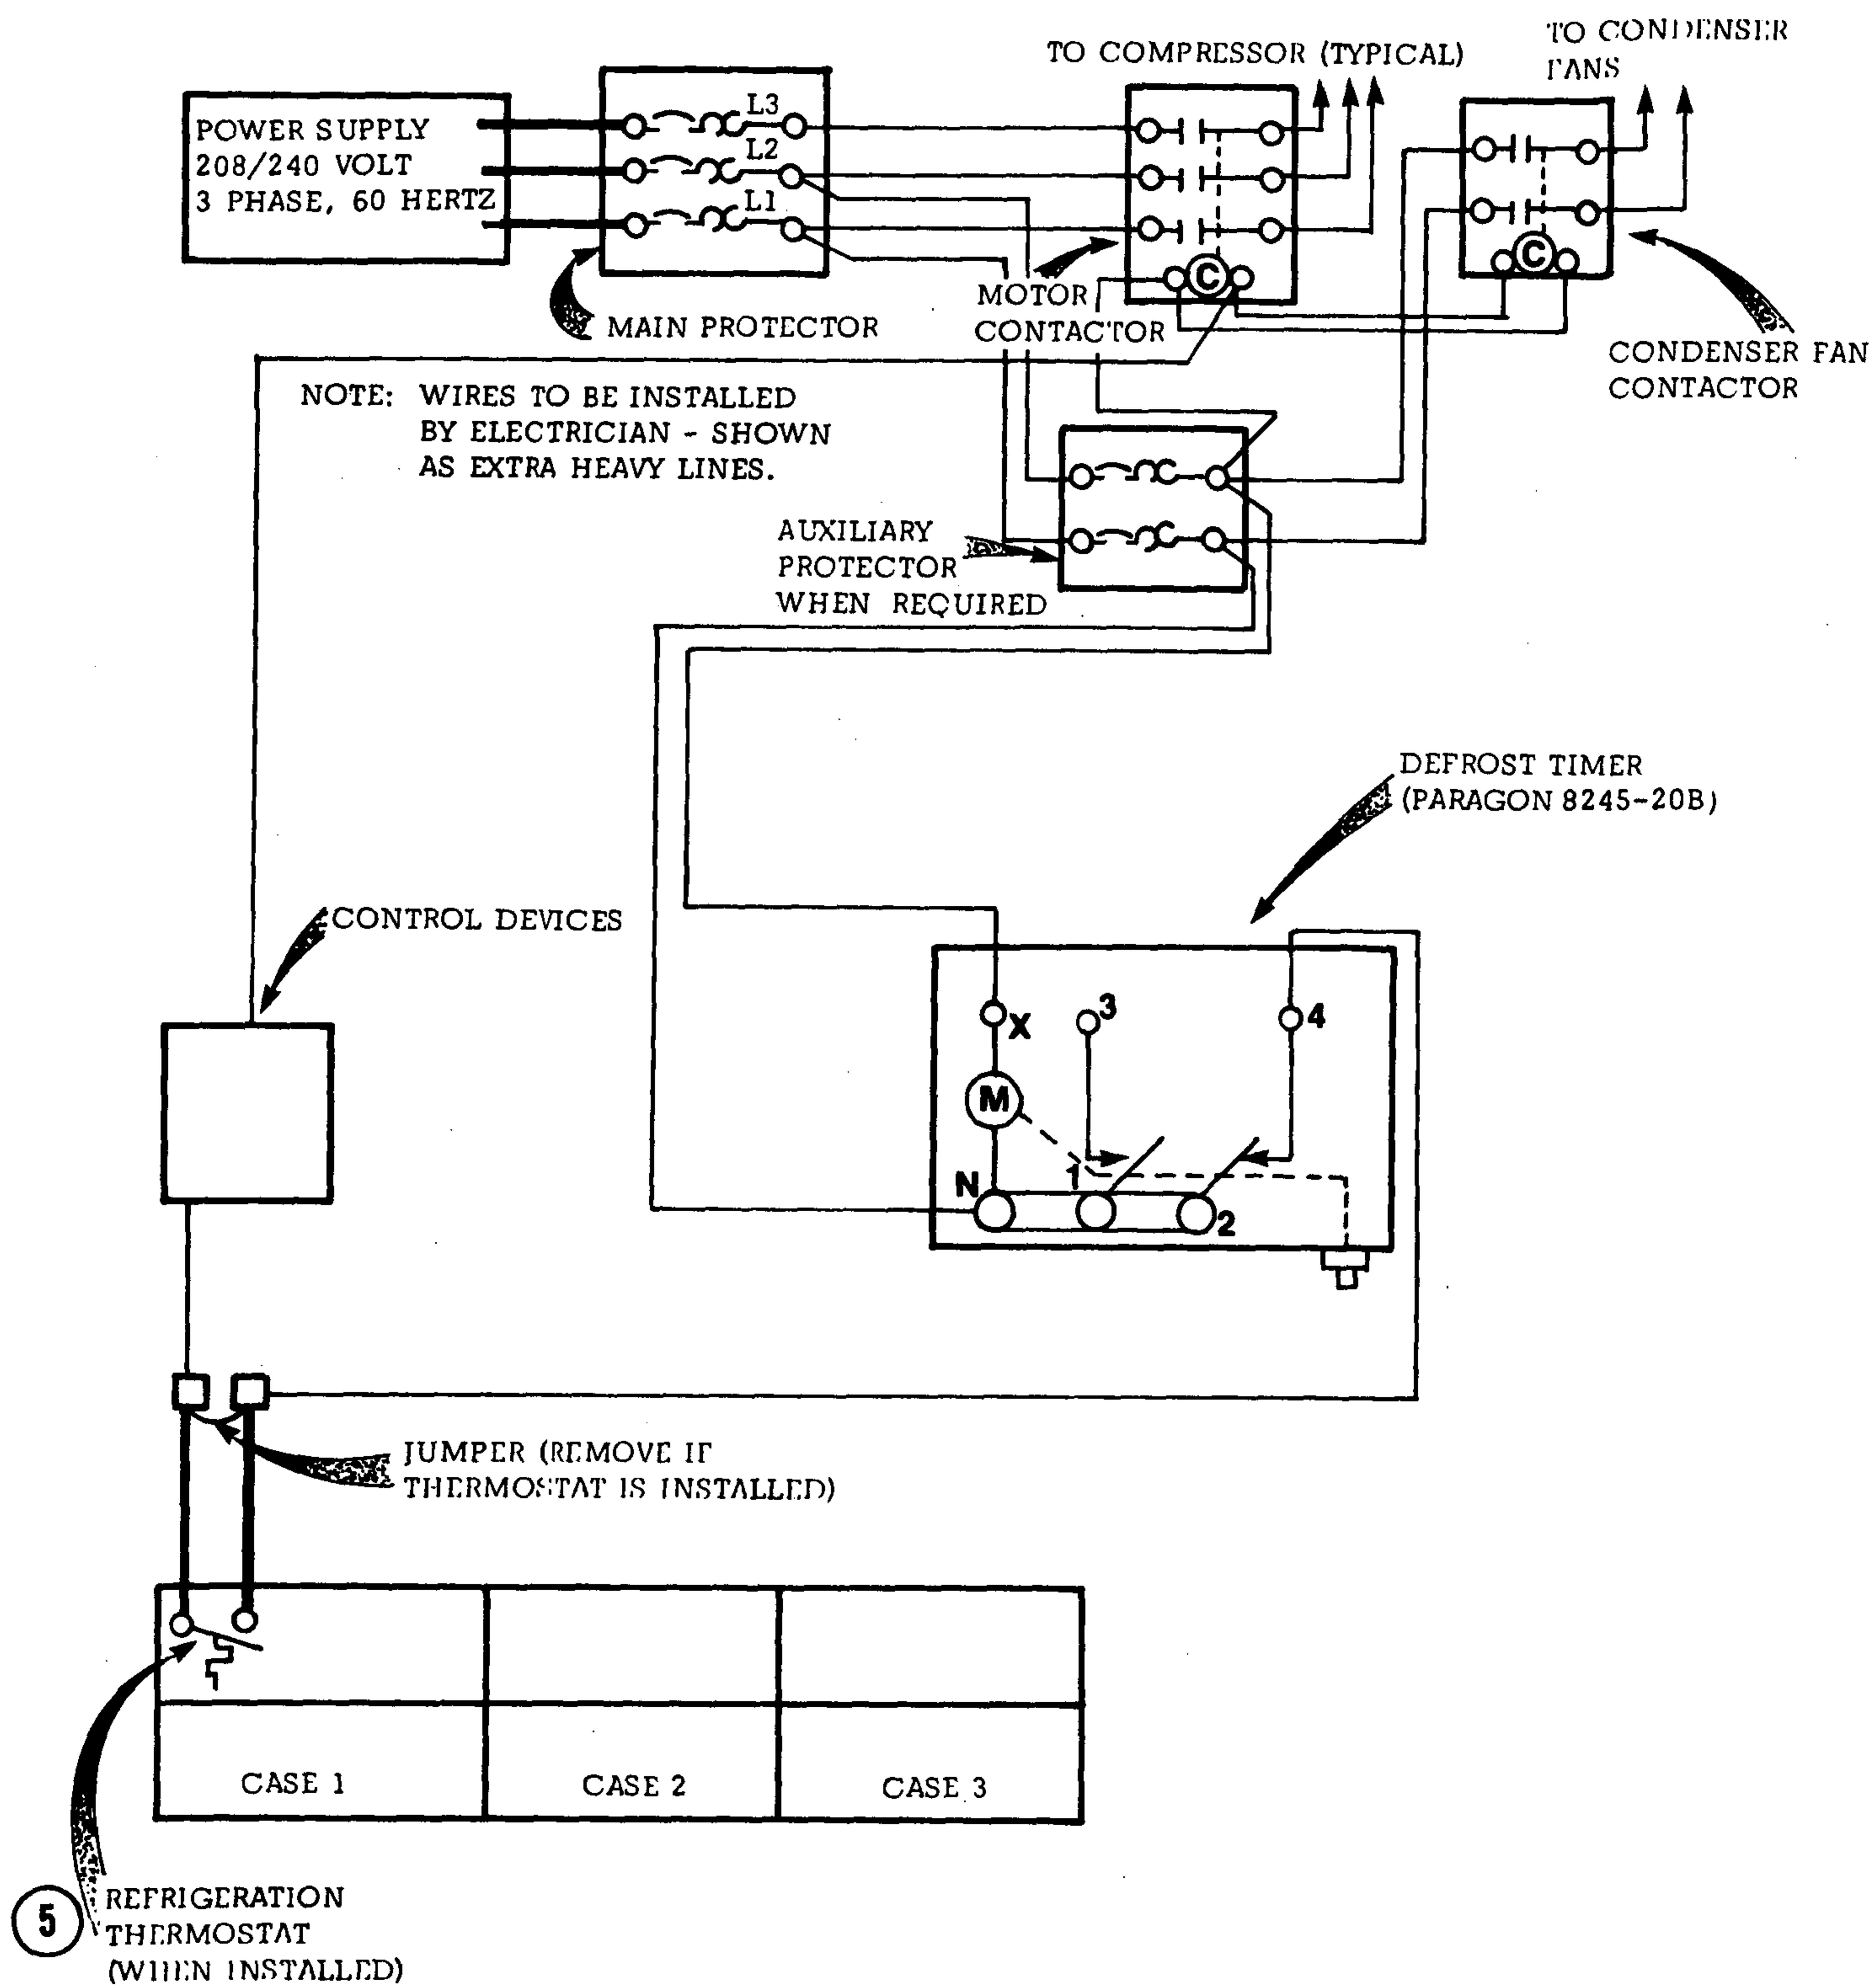 TO CONDENSER
FANS
TO COMPRESSOR (TYPICAL)
POWER SUPPLY
208/240 VOLT
3 PHASE, 60 HERTZ
L3
L2
L1
C
C
MAIN PROTECTOR
MOTOR
CONTACTOR
CONDENSER FAN
CONTACTOR
NOTE: WIRES TO BE INSTALLED
BY ELECTRICIAN - SHOWN
AS EXTRA HEAVY LINES.
AUXILIARY
PROTECTOR
WHEN REQUIRED
DEFROST TIMER
(PARAGON 8245-20B)
CONTROL DEVICES
X
3
4
M
N
1
2
JUMPER (REMOVE IF
THERMOSTAT IS INSTALLED)
CASE 1
CASE 2
CASE 3
5
REFRIGERATION
THERMOSTAT
(WHEN INSTALLED)